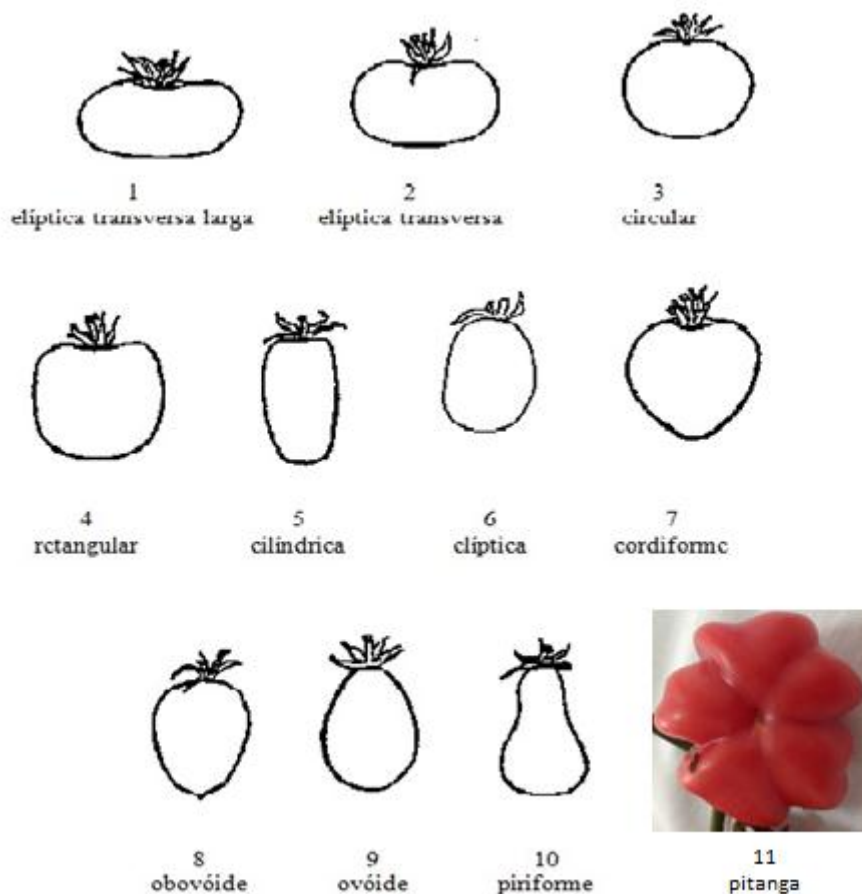 1
elíptica transversa larga
2
elíptica transversa
3
circular
4
rctangular
5
cilíndrica
6
clíptica
7
cordiformc
8
obovóide
9
ovóide
10
piriforme
11
pitanga